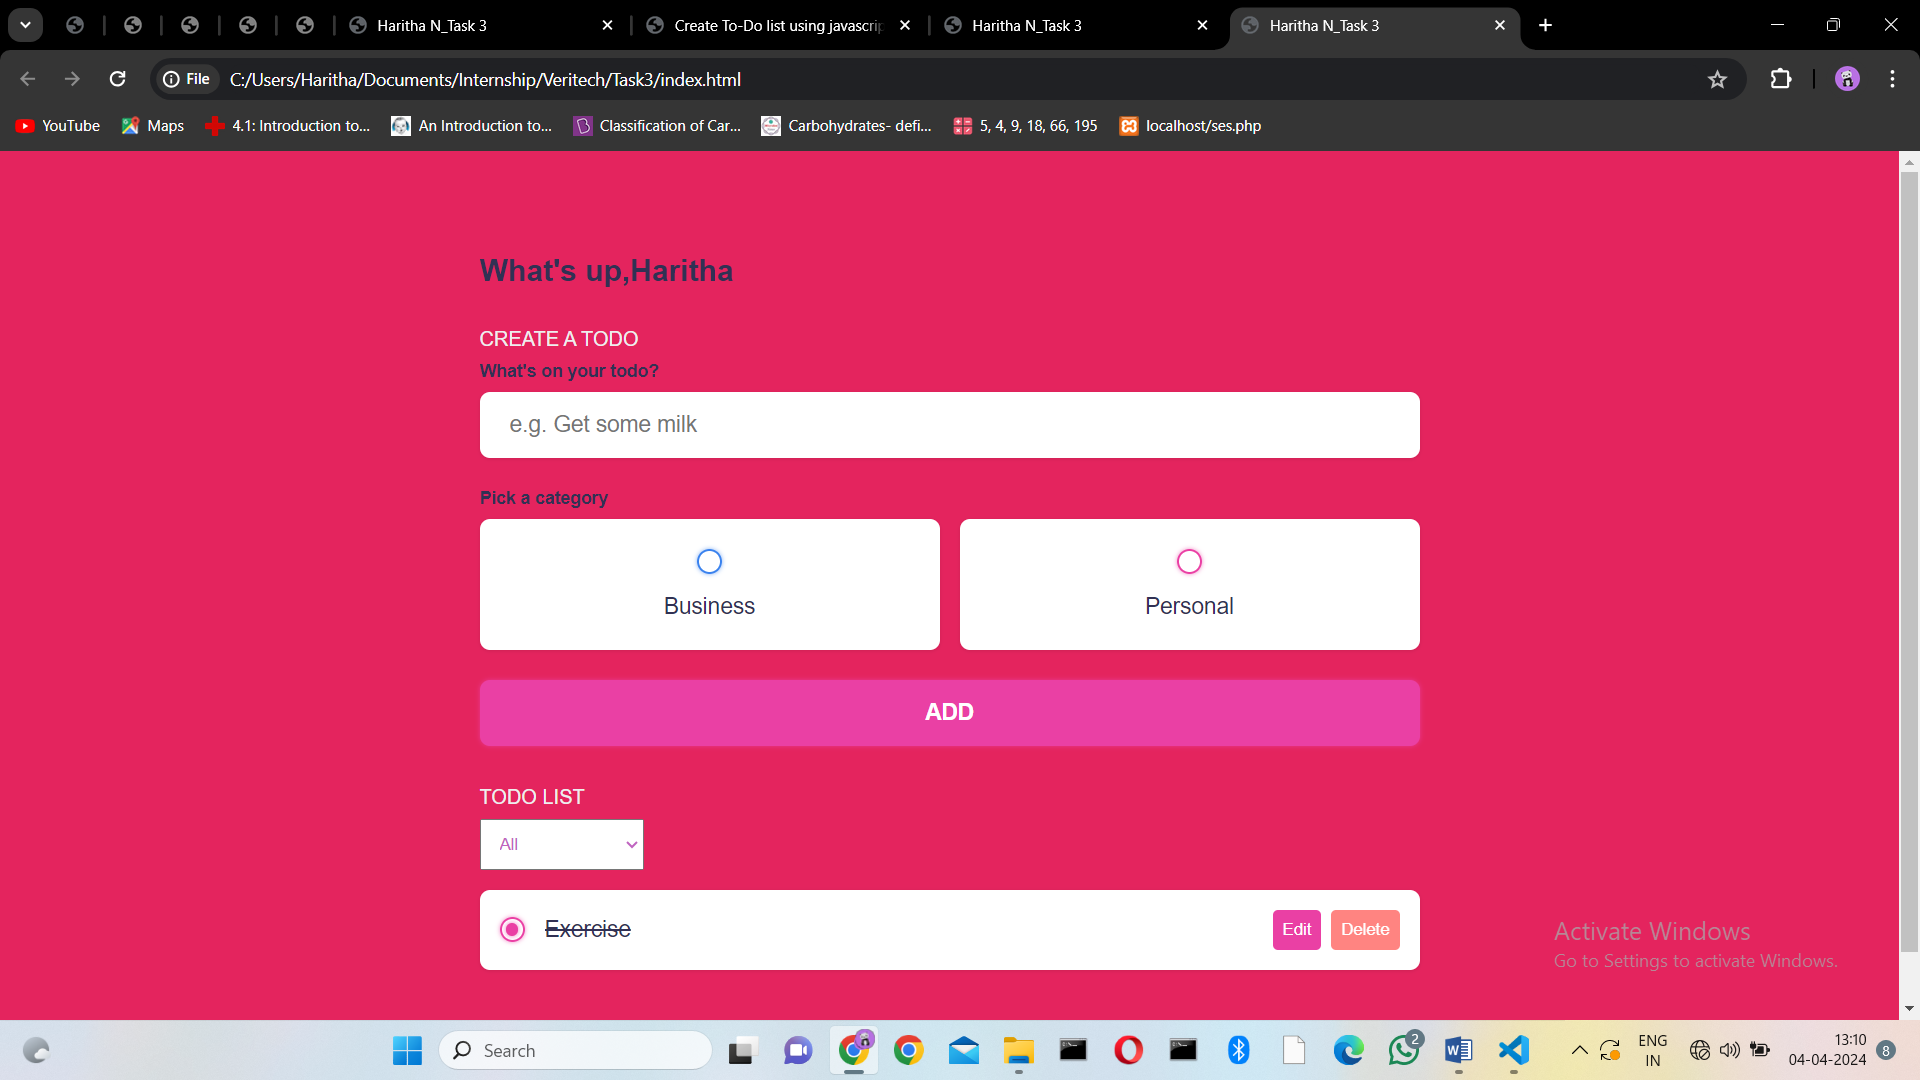 Haritha N_Task 3
Create To-Do list using javascrip
Haritha N_Task 3
Haritha N_Task 3
File
C:/Users/Haritha/Documents/Internship/Veritech/Task3/index.html
YouTube
Maps
4.1: Introduction to...
An Introduction to...
Classification of Car...
Carbohydrates- defi...
5, 4, 9, 18, 66, 195
localhost/ses.php
What's up,Haritha
CREATE A TODO
What's on your todo?
e.g. Get some milk
Pick a category
Business
Personal
ADD
TODO LIST
All
Exercise
Edit
Delete
Activate Windows
Go to Settings to activate Windows.
Search
2
ENG
IN
13:10
04-04-2024
8